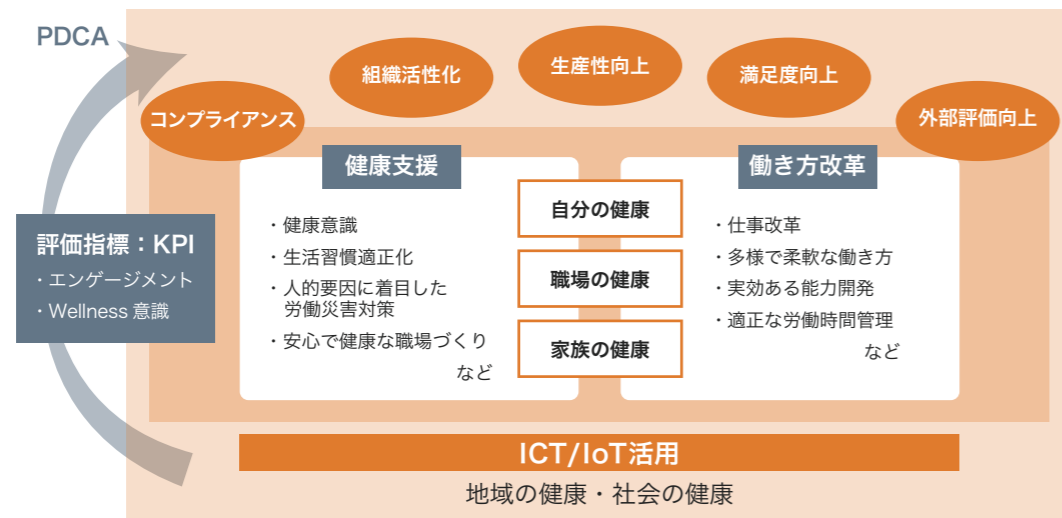 PDCA
コンプライアンス
組織活性化
生産性向上
満足度向上
外部評価向上
評価指標：KPI
・エンゲージメント
・Wellness 意識
健康支援
・健康意識
・生活習慣適正化
・人的要因に着目した
労働災害対策
・安心で健康な職場づくり
など
自分の健康
職場の健康
家族の健康
働き方改革
・仕事改革
・多様で柔軟な働き方
・実効ある能力開発
・適正な労働時間管理
など
ICT/IoT活用
地域の健康・社会の健康